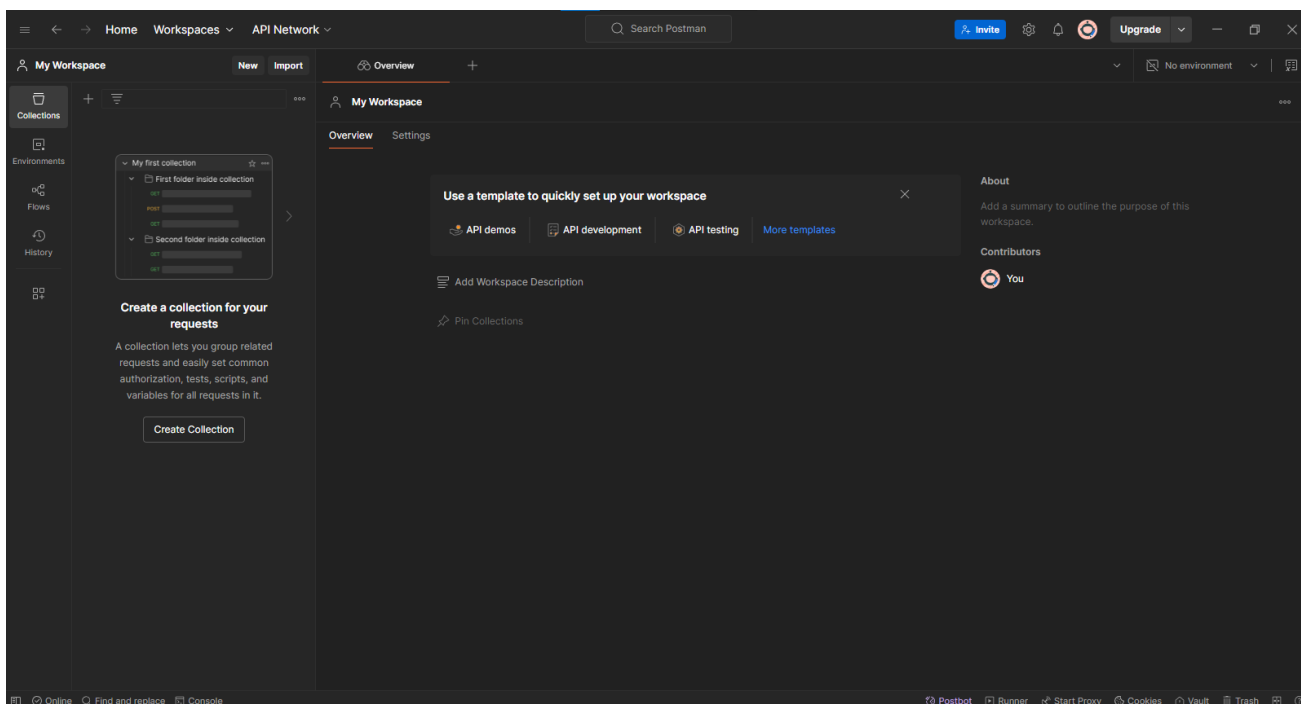 Home Workspaces API Network Search Postman Invite Upgrade
My Workspace New Import Overview No environment
Collections
My Workspace
Overview Settings
Environments
My first collection
First folder inside collection
GET
POST
GET
Second folder inside collection
GET
GET
Flows
History
Create a collection for your
requests
A collection lets you group related
requests and easily set common
authorization, tests, scripts, and
variables for all requests in it.
Create Collection
Use a template to quickly set up your workspace
API demos API development API testing More templates
Add Workspace Description
Pin Collections
About
Add a summary to outline the purpose of this
workspace.
Contributors
You
Online Find and replace Console Postbot Runner Start Proxy Cookies Vault Trash